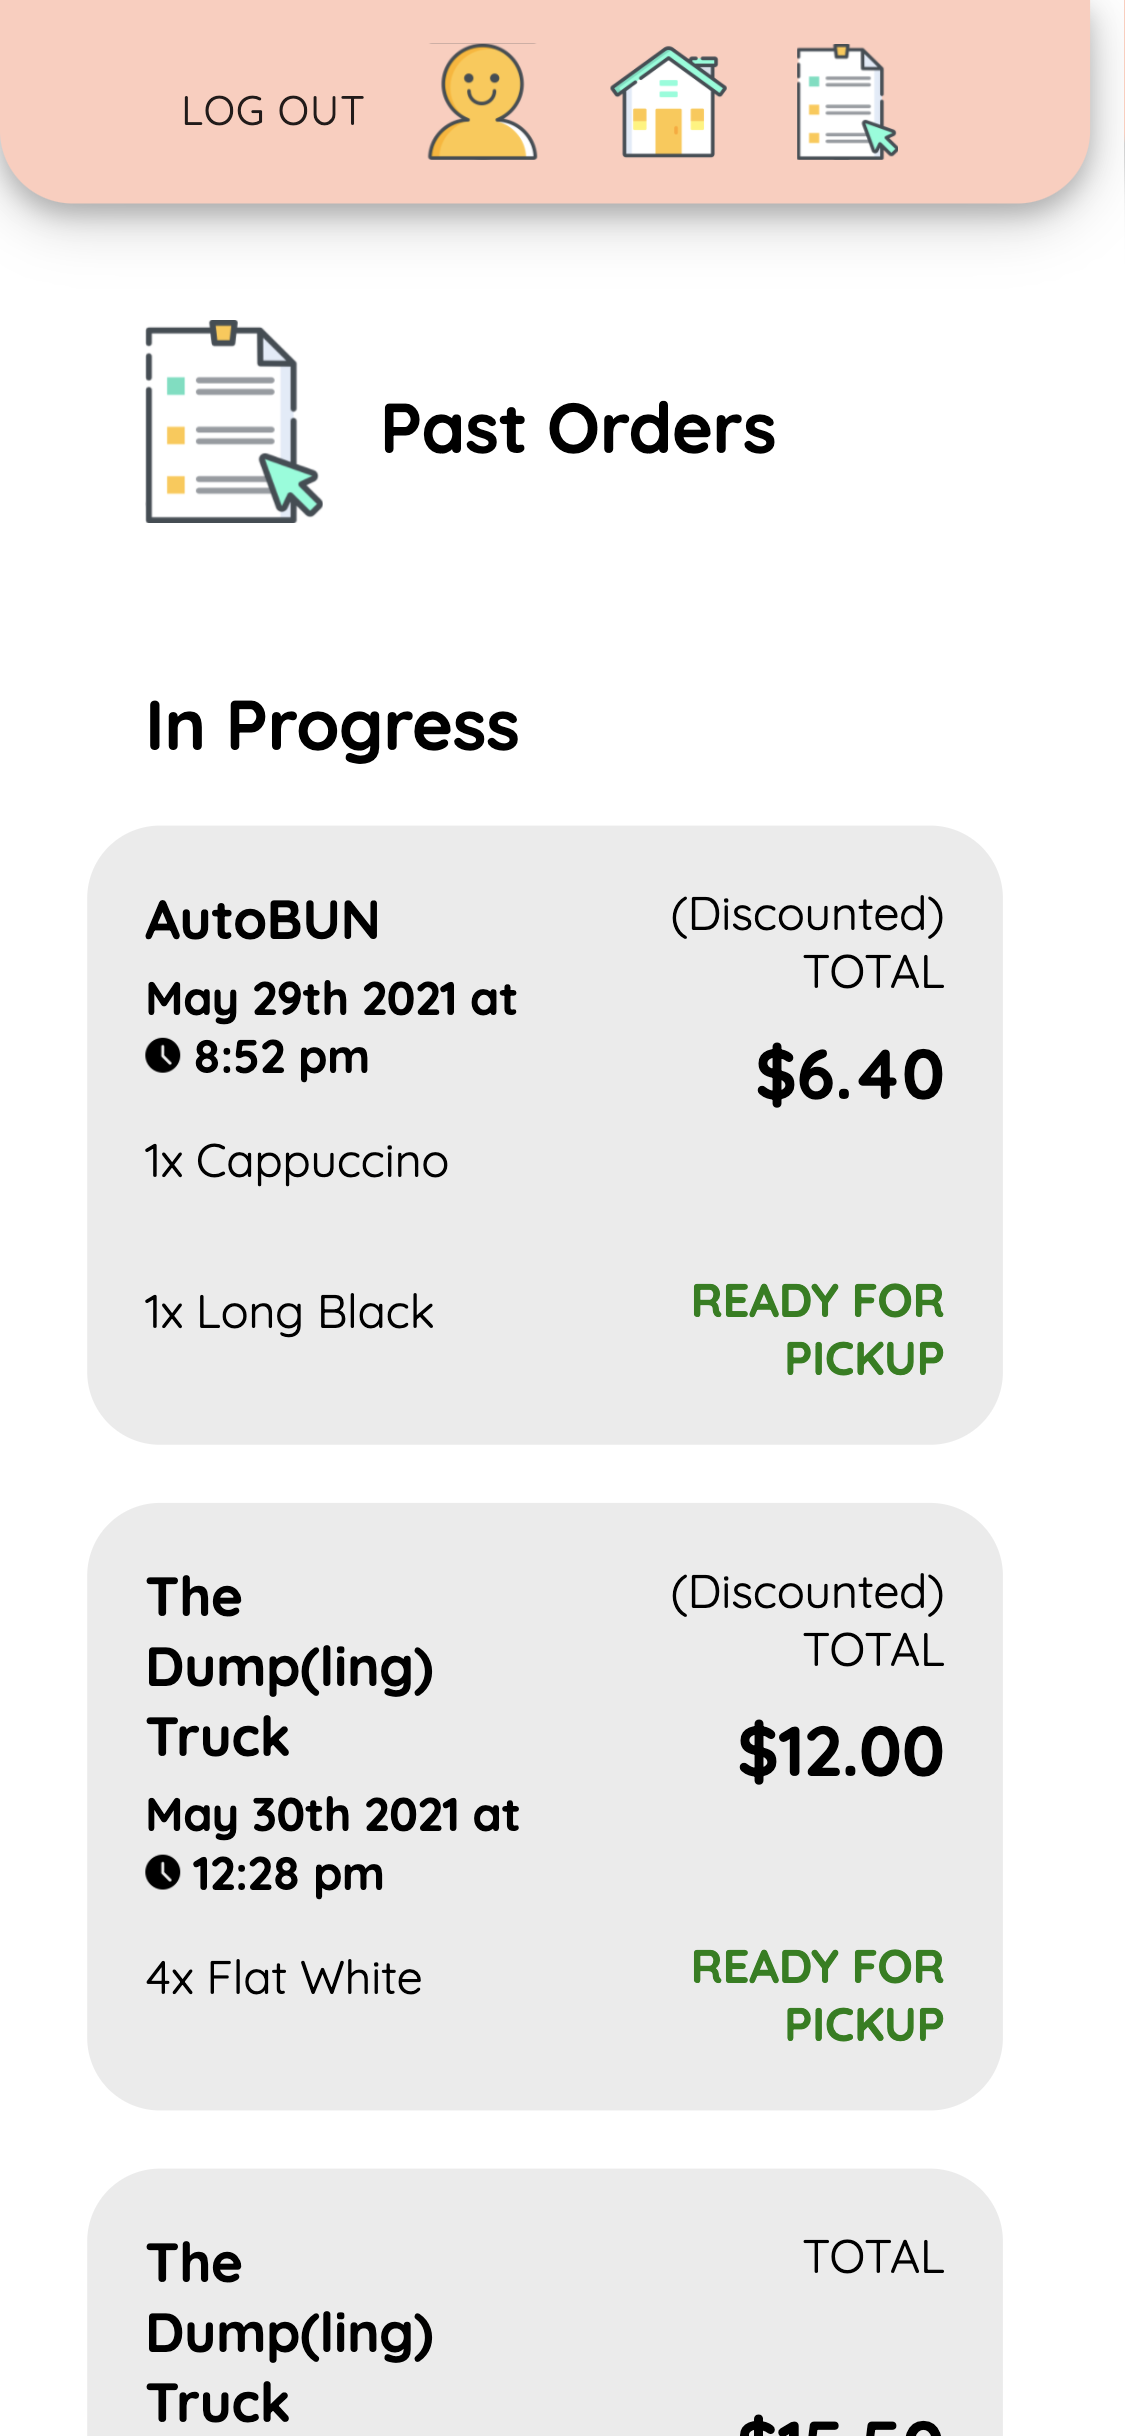 LOG OUT
Past Orders
In Progress
AutoBUN
May 29th 2021 at
8:52 pm
1x Cappuccino
1x Long Black
(Discounted)
TOTAL
$6.40
READY FOR
PICKUP
The
Dump(ling)
Truck
May 30th 2021 at
12:28 pm
4x Flat White
(Discounted)
TOTAL
$12.00
READY FOR
PICKUP
The
Dump(ling)
Truck
TOTAL